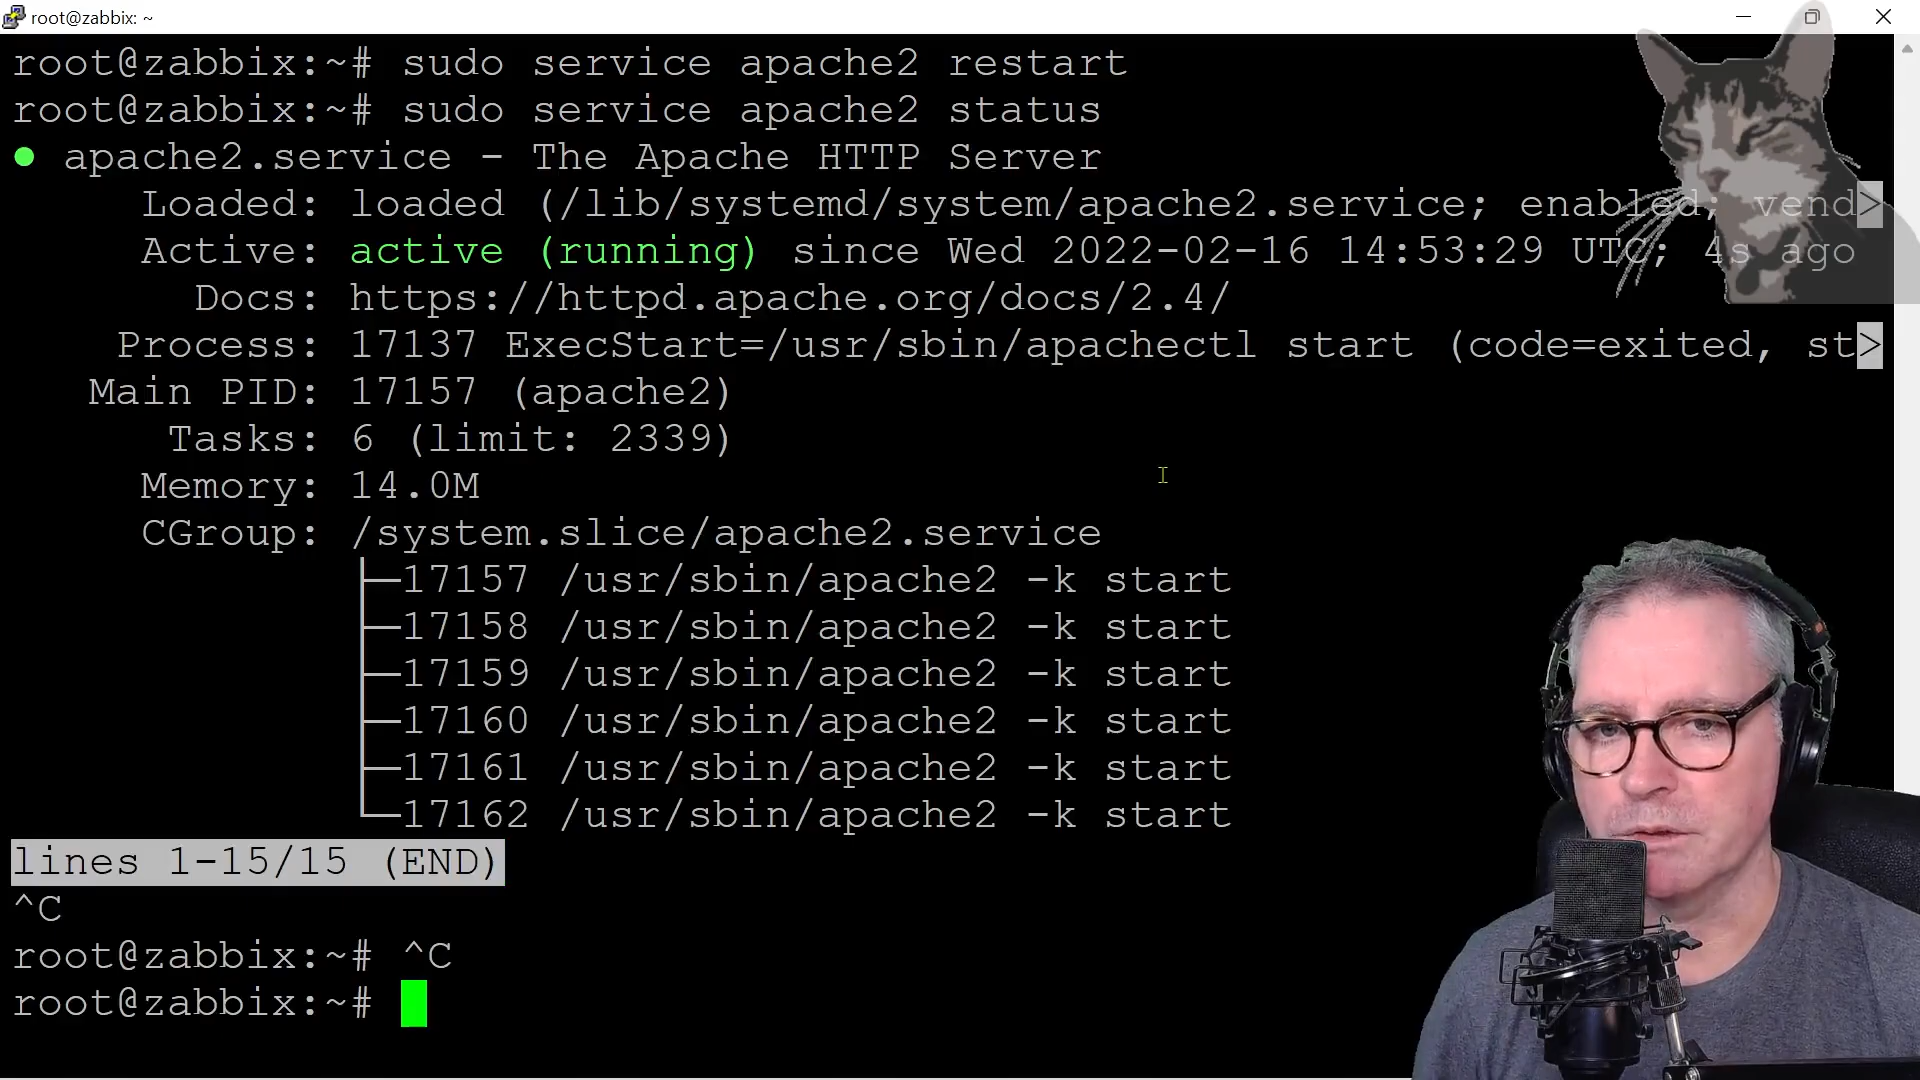 root@zabbix: ~
root@zabbix:~# sudo service apache2 restart
root@zabbix:~# sudo service apache2 status
● apache2.service - The Apache HTTP Server
Loaded: loaded (/lib/systemd/system/apache2.service; enabled; vend>
Active: active (running) since Wed 2022-02-16 14:53:29 UTC; 4s ago
Docs: https://httpd.apache.org/docs/2.4/
Process: 17137 ExecStart=/usr/sbin/apachectl start (code=exited, st>
Main PID: 17157 (apache2)
Tasks: 6 (limit: 2339)
Memory: 14.0M
CGroup: /system.slice/apache2.service
├─17157 /usr/sbin/apache2 -k start
├─17158 /usr/sbin/apache2 -k start
├─17159 /usr/sbin/apache2 -k start
├─17160 /usr/sbin/apache2 -k start
├─17161 /usr/sbin/apache2 -k start
└─17162 /usr/sbin/apache2 -k start
lines 1-15/15 (END)
^C
root@zabbix:~# ^C
root@zabbix:~#